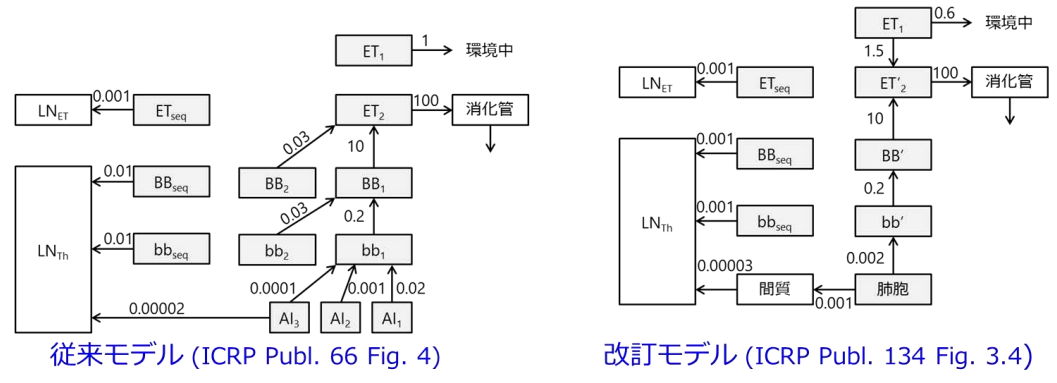 ET1
1
環境中
LNET
0.001
ETseq
ET2
100
消化管
0.03
10
LNTh
0.01
BBseq
BB2
BB1
0.03
0.2
0.01
bbseq
bb2
bb1
0.0001
0.001
0.02
0.00002
AI3
AI2
AI1
従来モデル (ICRP Publ. 66 Fig. 4)
ET1
0.6
環境中
1.5
LNET
0.001
ETseq
ET'2
100
消化管
10
LNTh
0.001
BBseq
BB'
0.2
0.001
bbseq
bb'
0.002
0.00003
間質
0.001
肺胞
改訂モデル (ICRP Publ. 134 Fig. 3.4)